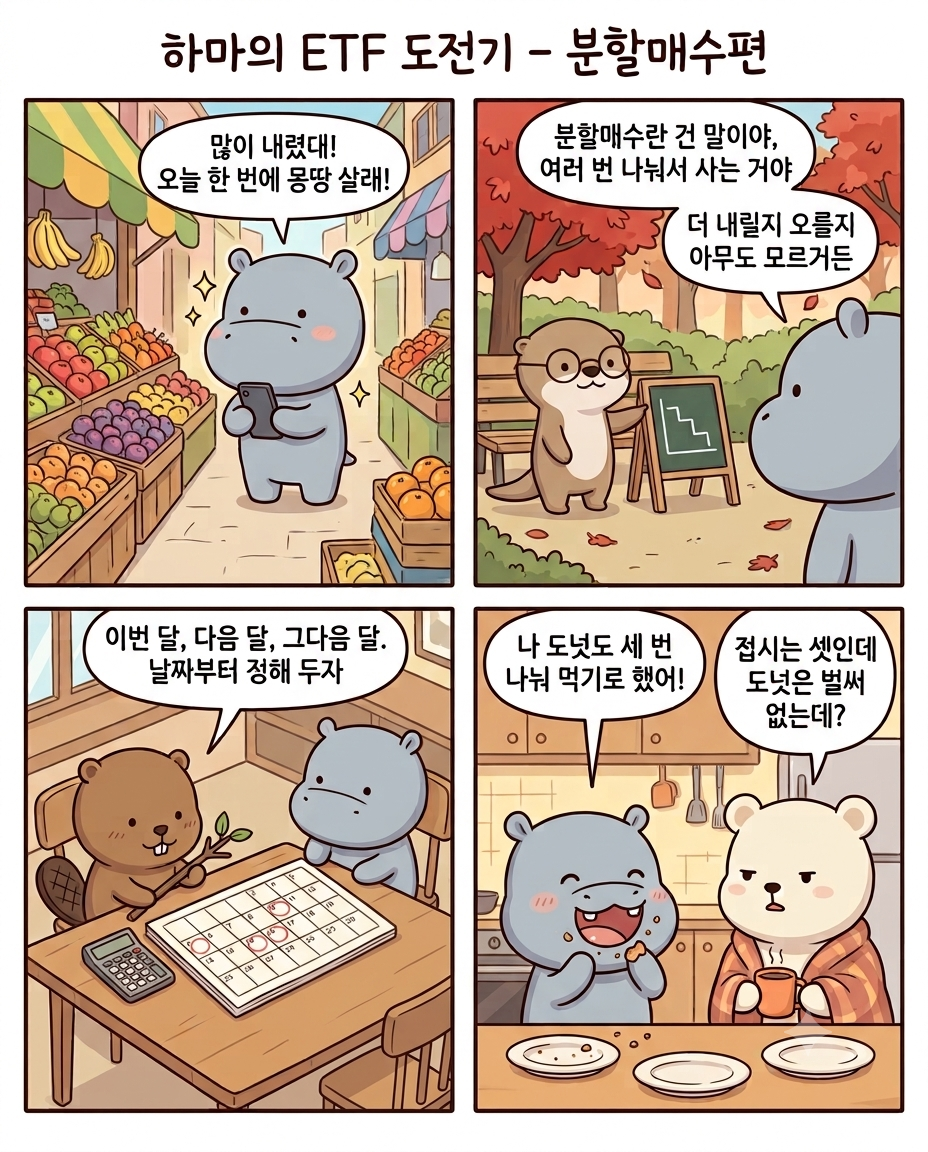 하마의 ETF 도전기 – 분할매수편
많이 내렸대!
오늘 한 번에 몽땅 살래!
분할매수란 건 말이야,
여러 번 나눠서 사는 거야
더 내릴지 오를지
아무도 모르거든
이번 달, 다음 달, 그다음 달.
날짜부터 정해 두자
나 도넛도 세 번
나눠 먹기로 했어!
접시는 셋인데
도넛은 벌써
없는데?